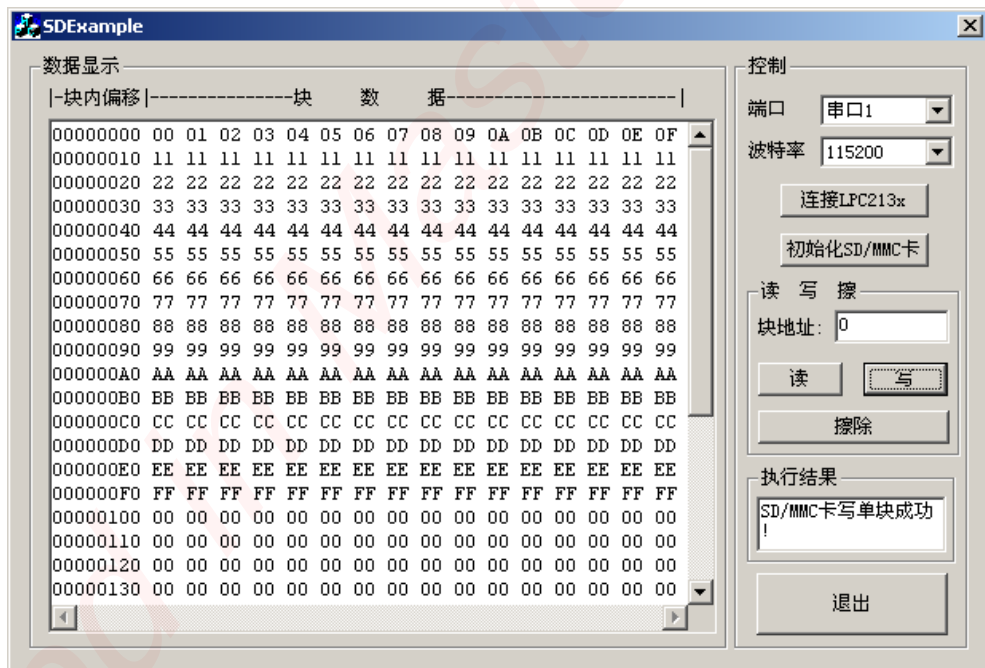 SDExample
数据显示
|-块内偏移|---------------块 数 据------------------------|
00000000 00 01 02 03 04 05 06 07 08 09 0A 0B 0C 0D 0E 0F
00000010 11 11 11 11 11 11 11 11 11 11 11 11 11 11 11 11
00000020 22 22 22 22 22 22 22 22 22 22 22 22 22 22 22 22
00000030 33 33 33 33 33 33 33 33 33 33 33 33 33 33 33 33
00000040 44 44 44 44 44 44 44 44 44 44 44 44 44 44 44 44
00000050 55 55 55 55 55 55 55 55 55 55 55 55 55 55 55 55
00000060 66 66 66 66 66 66 66 66 66 66 66 66 66 66 66 66
00000070 77 77 77 77 77 77 77 77 77 77 77 77 77 77 77 77
00000080 88 88 88 88 88 88 88 88 88 88 88 88 88 88 88 88
00000090 99 99 99 99 99 99 99 99 99 99 99 99 99 99 99 99
000000A0 AA AA AA AA AA AA AA AA AA AA AA AA AA AA AA AA
000000B0 BB BB BB BB BB BB BB BB BB BB BB BB BB BB BB BB
000000C0 CC CC CC CC CC CC CC CC CC CC CC CC CC CC CC CC
000000D0 DD DD DD DD DD DD DD DD DD DD DD DD DD DD DD DD
000000E0 EE EE EE EE EE EE EE EE EE EE EE EE EE EE EE EE
000000F0 FF FF FF FF FF FF FF FF FF FF FF FF FF FF FF FF
00000100 00 00 00 00 00 00 00 00 00 00 00 00 00 00 00 00
00000110 00 00 00 00 00 00 00 00 00 00 00 00 00 00 00 00
00000120 00 00 00 00 00 00 00 00 00 00 00 00 00 00 00 00
00000130 00 00 00 00 00 00 00 00 00 00 00 00 00 00 00 00
控制
端口 串口1
波特率 115200
连接LPC213x
初始化SD/MMC卡
读 写 擦
块地址: 0
读 写
擦除
执行结果
SD/MMC卡写单块成功
!
退出